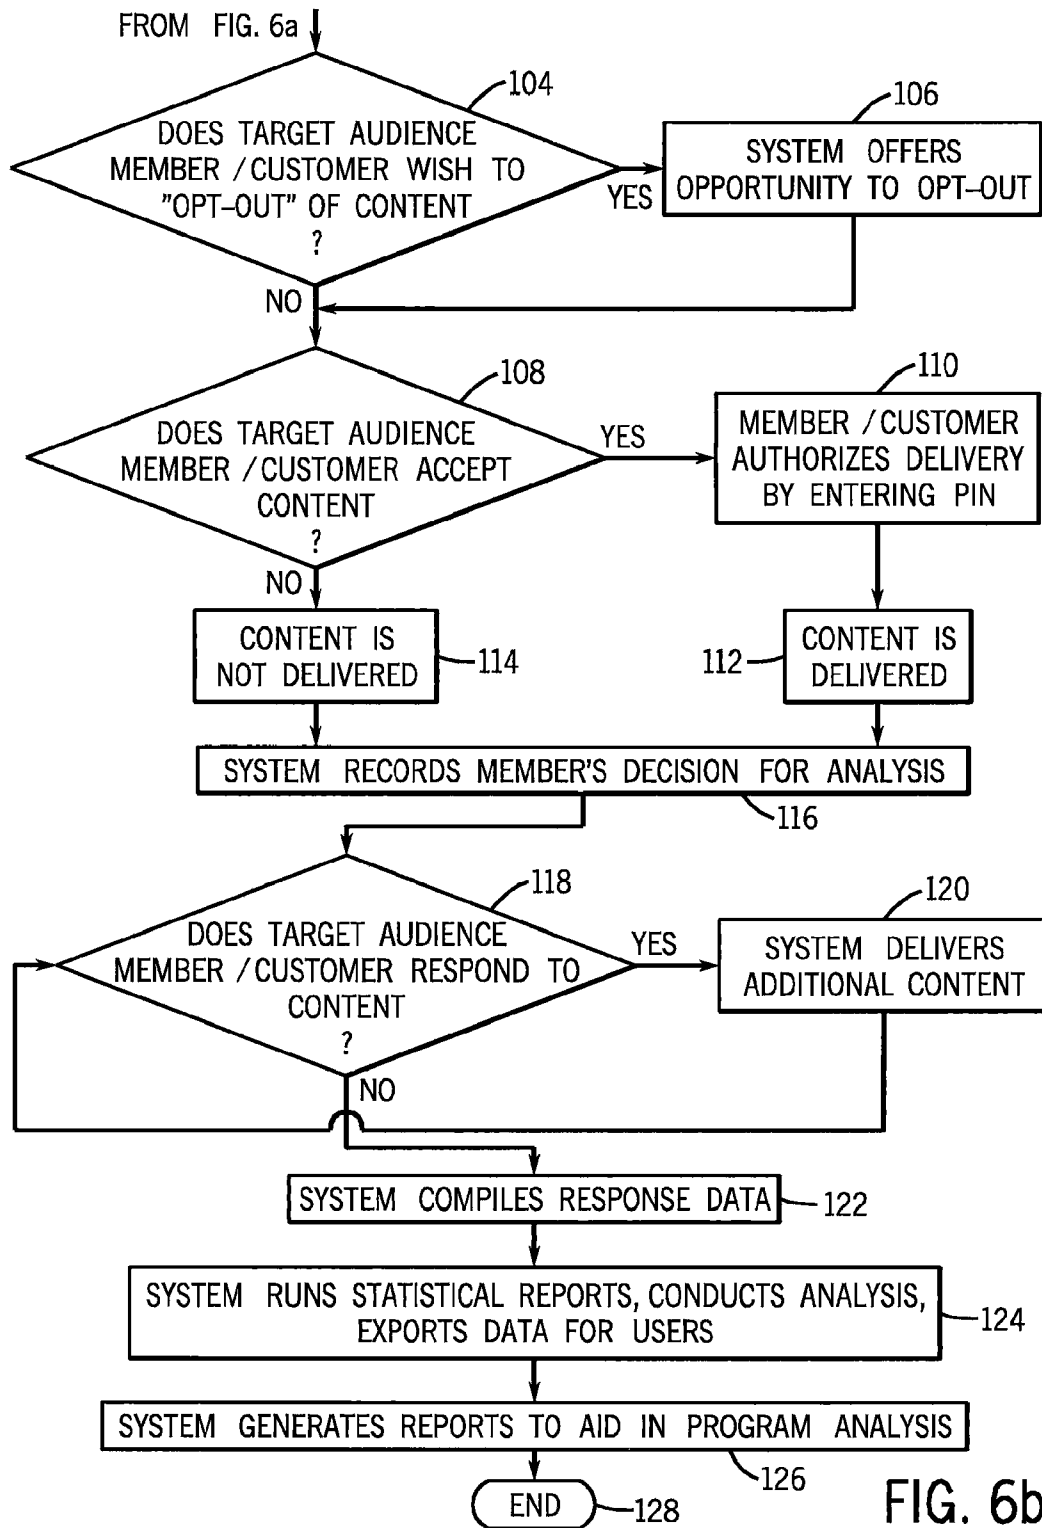 FROM FIG. 6a
104
DOES TARGET AUDIENCE
MEMBER / CUSTOMER WISH TO
"OPT-OUT" OF CONTENT
?
YES
106
SYSTEM OFFERS
OPPORTUNITY TO OPT-OUT
NO
108
DOES TARGET AUDIENCE
MEMBER / CUSTOMER ACCEPT
CONTENT
?
YES
110
MEMBER / CUSTOMER
AUTHORIZES DELIVERY
BY ENTERING PIN
NO
CONTENT IS
NOT DELIVERED
114
112
CONTENT IS
DELIVERED
SYSTEM RECORDS MEMBER'S DECISION FOR ANALYSIS
116
118
DOES TARGET AUDIENCE
MEMBER / CUSTOMER RESPOND TO
CONTENT
?
YES
120
SYSTEM DELIVERS
ADDITIONAL CONTENT
NO
SYSTEM COMPILES RESPONSE DATA
122
SYSTEM RUNS STATISTICAL REPORTS, CONDUCTS ANALYSIS,
EXPORTS DATA FOR USERS
124
SYSTEM GENERATES REPORTS TO AID IN PROGRAM ANALYSIS
126
END
128
FIG. 6b